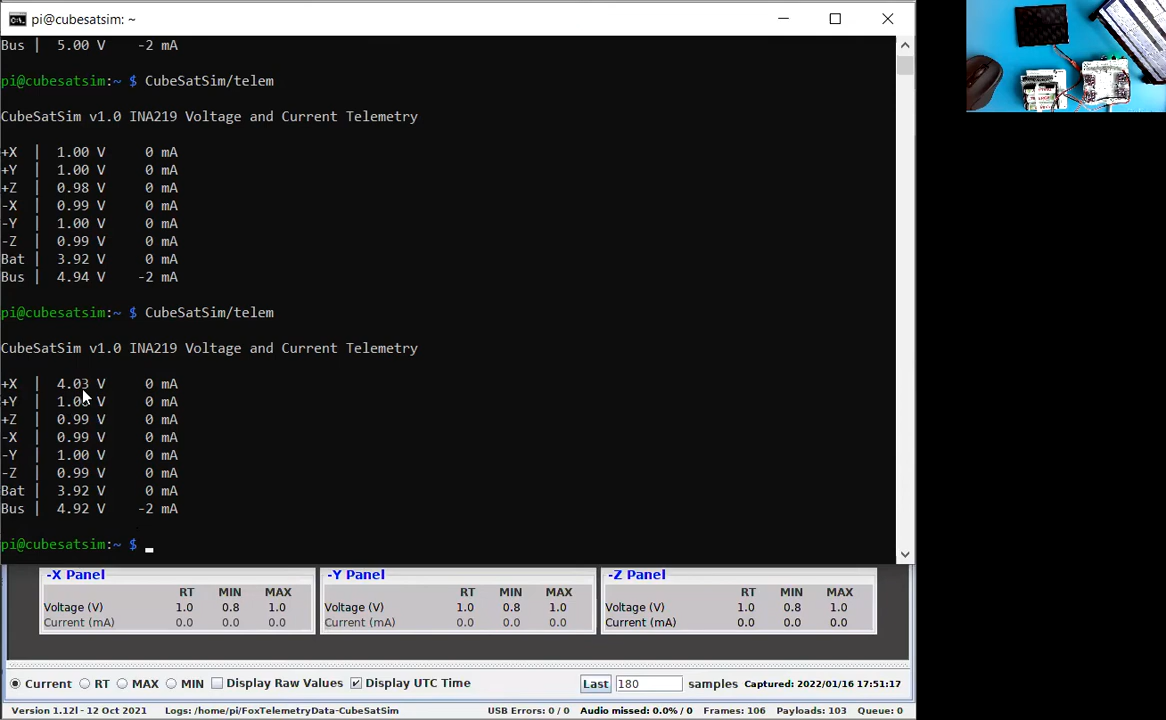 pi@cubesatsim: ~
Bus | 5.00 V -2 mA
pi@cubesatsim:~ $ CubeSatSim/telem
CubeSatSim v1.0 INA219 Voltage and Current Telemetry
+X | 1.00 V 0 mA
+Y | 1.00 V 0 mA
+Z | 0.98 V 0 mA
-X | 0.99 V 0 mA
-Y | 1.00 V 0 mA
-Z | 0.99 V 0 mA
Bat | 3.92 V 0 mA
Bus | 4.94 V -2 mA
pi@cubesatsim:~ $ CubeSatSim/telem
CubeSatSim v1.0 INA219 Voltage and Current Telemetry
+X | 4.03 V 0 mA
+Y | V 0 mA
+Z | 0.99 V 0 mA
-X | 0.99 V 0 mA
-Y | 1.00 V 0 mA
-Z | 0.99 V 0 mA
Bat | 3.92 V 0 mA
Bus | 4.92 V -2 mA
pi@cubesatsim:~ $
-X Panel -Y Panel -Z Panel
RT MIN MAX RT MIN MAX RT MIN MAX
Voltage (V) 1.0 0.8 1.0 Voltage (V) 1.0 0.8 1.0 Voltage (V) 1.0 0.8 1.0
Current (mA) 0.0 0.0 0.0 Current (mA) 0.0 0.0 0.0 Current (mA) 0.0 0.0 0.0
Current RT MAX MIN Display Raw Values Display UTC Time Last 180 samples Captured: 2022/01/16 17:51:17
Version 1.12l - 12 Oct 2021 Logs: /home/pi/FoxTelemetryData-CubeSatSim USB Errors: 0 / 0 Audio missed: 0.0% / 0 Frames: 106 Payloads: 103 Queue: 0